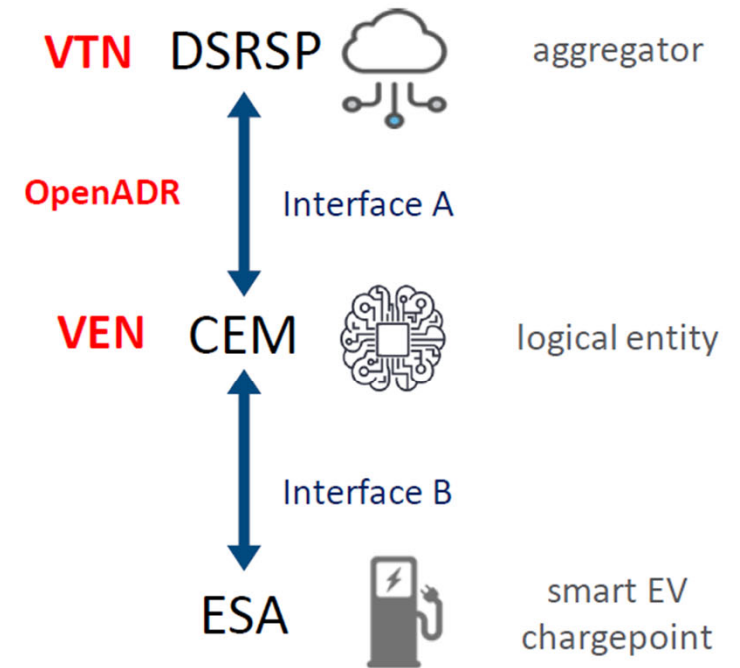 VTN DSRSP aggregator
OpenADR Interface A
VEN CEM logical entity
Interface B
ESA smart EV
chargepoint